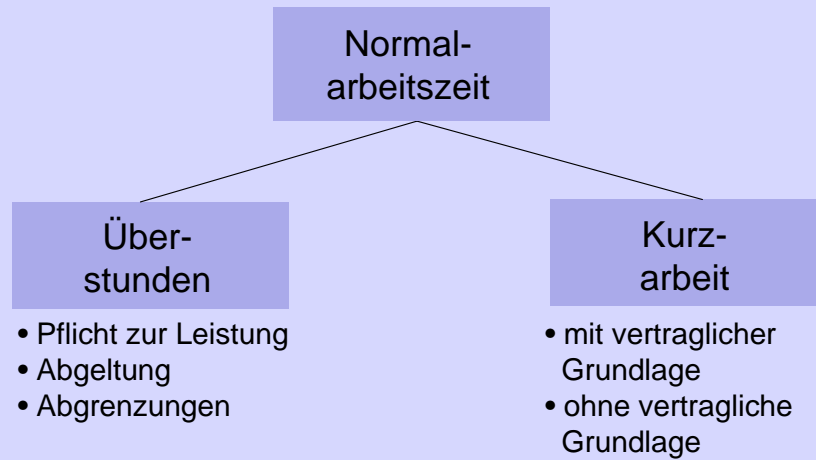 Normal-
arbeitszeit
Über-
stunden
• Pflicht zur Leistung
• Abgeltung
• Abgrenzungen
Kurz-
arbeit
• mit vertraglicher
Grundlage
• ohne vertragliche
Grundlage